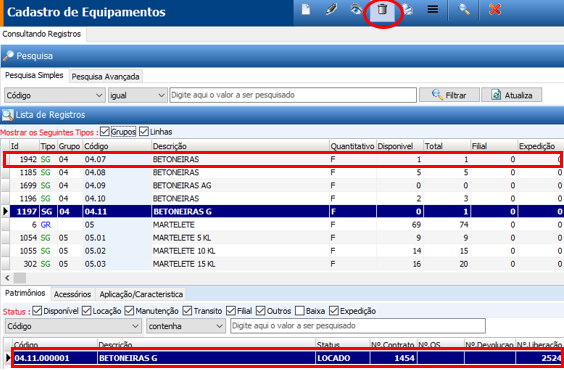 Cadastro de Equipamentos
Consultando Registros
Pesquisa
Pesquisa Simples Pesquisa Avançada
Código igual Digite aqui o valor a ser pesquisado Filtrar Atualiza
Lista de Registros
Mostrar os Seguintes Tipos : Grupos Linhas
Id Tipo Grupo Código Descrição Quantitativo Disponivel Total Filial Expedição
1942 SG 04 04.07 BETONEIRAS F 1 1 0 0
1185 SG 04 04.08 BETONEIRAS F 5 5 0 0
1699 SG 04 04.09 BETONEIRAS AG F 0 0 0 0
1196 SG 04 04.10 BETONEIRAS F 2 3 0 0
1197 SG 04 04.11 BETONEIRAS G F 0 1 0 0
6 GR 05 MARTELETE F 69 74 0 0
1054 SG 05 05.01 MARTELETE 5 KL F 9 9 0 0
1055 SG 05 05.02 MARTELETE 10 KL F 14 15 0 0
302 SG 05 05.03 MARTELETE 15 KL F 16 20 0 0
Patrimônios Acessórios Aplicação/Caracteristica
Status : Disponível Locação Manutenção Transito Filial Outros Baixa Expedição
Código contenha Digite aqui o valor a ser pesquisado
Código Descrição Status Nº.Contrato Nº.OS Nº.Devolucao Nº.Liberação
04.11.000001 BETONEIRAS G LOCADO 1454 2524